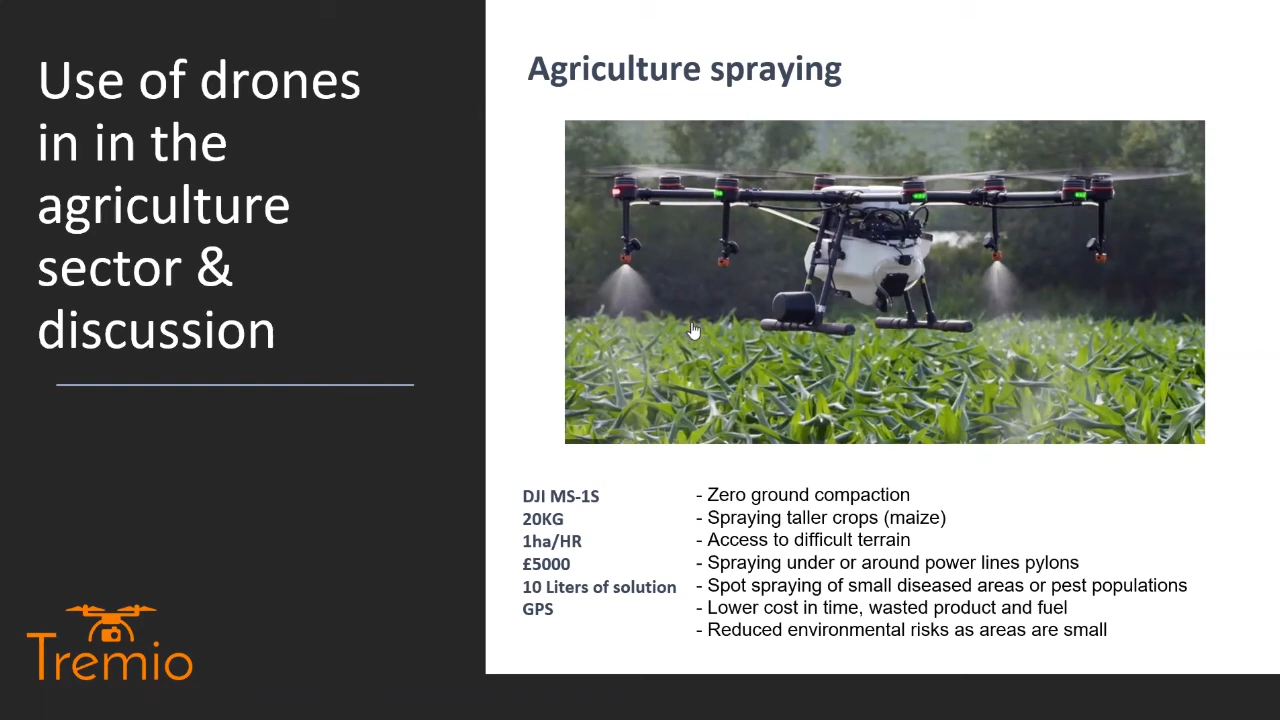 Use of drones
in in the
agriculture
sector &
discussion
Tremio
Agriculture spraying
DJI MS-1S
20KG
1ha/HR
£5000
10 Liters of solution
GPS
- Zero ground compaction
- Spraying taller crops (maize)
- Access to difficult terrain
- Spraying under or around power lines pylons
- Spot spraying of small diseased areas or pest populations
- Lower cost in time, wasted product and fuel
- Reduced environmental risks as areas are small